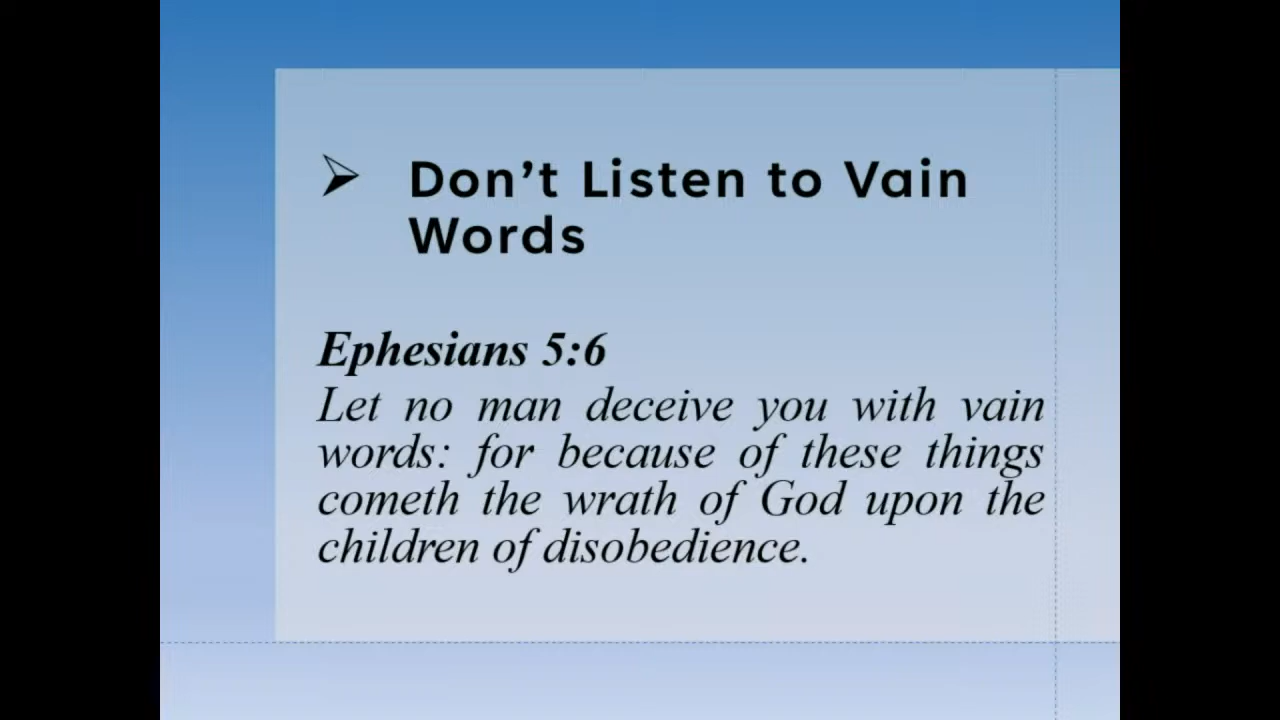 ➢ Don’t Listen to Vain
Words
Ephesians 5:6
Let no man deceive you with vain
words: for because of these things
cometh the wrath of God upon the
children of disobedience.